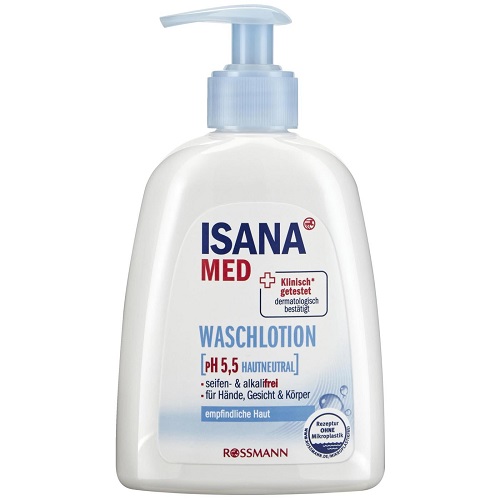 ISANA
MED
Klinisch*
getestet
dermatologisch
bestätigt
WASCHLOTION
[pH 5,5 HAUTNEUTRAL]
• seifen- & alkalifrei
• für Hände, Gesicht & Körper
empfindliche Haut
Rezeptur
OHNE
Mikroplastik
ROSSMANN